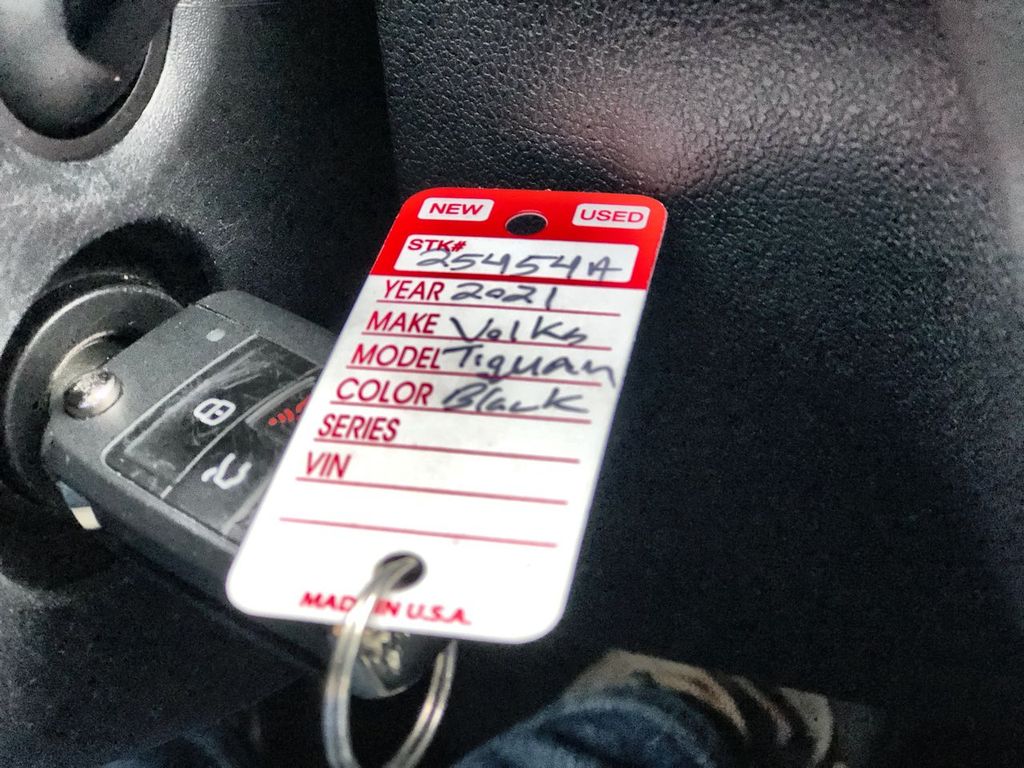 NEW USED
STK# 25454A
YEAR 2021
MAKE Volks
MODEL Tiguan
COLOR Black
SERIES
VIN
MADE IN U.S.A.